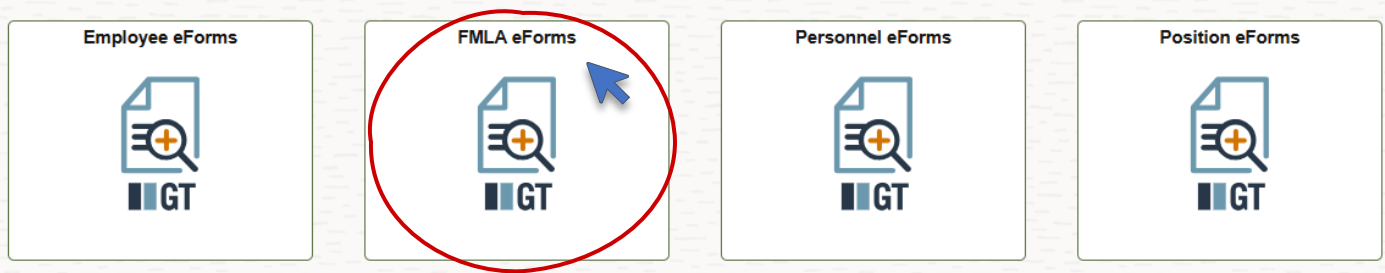 Employee eForms
FMLA eForms
Personnel eForms
Position eForms
GT
GT
GT
GT